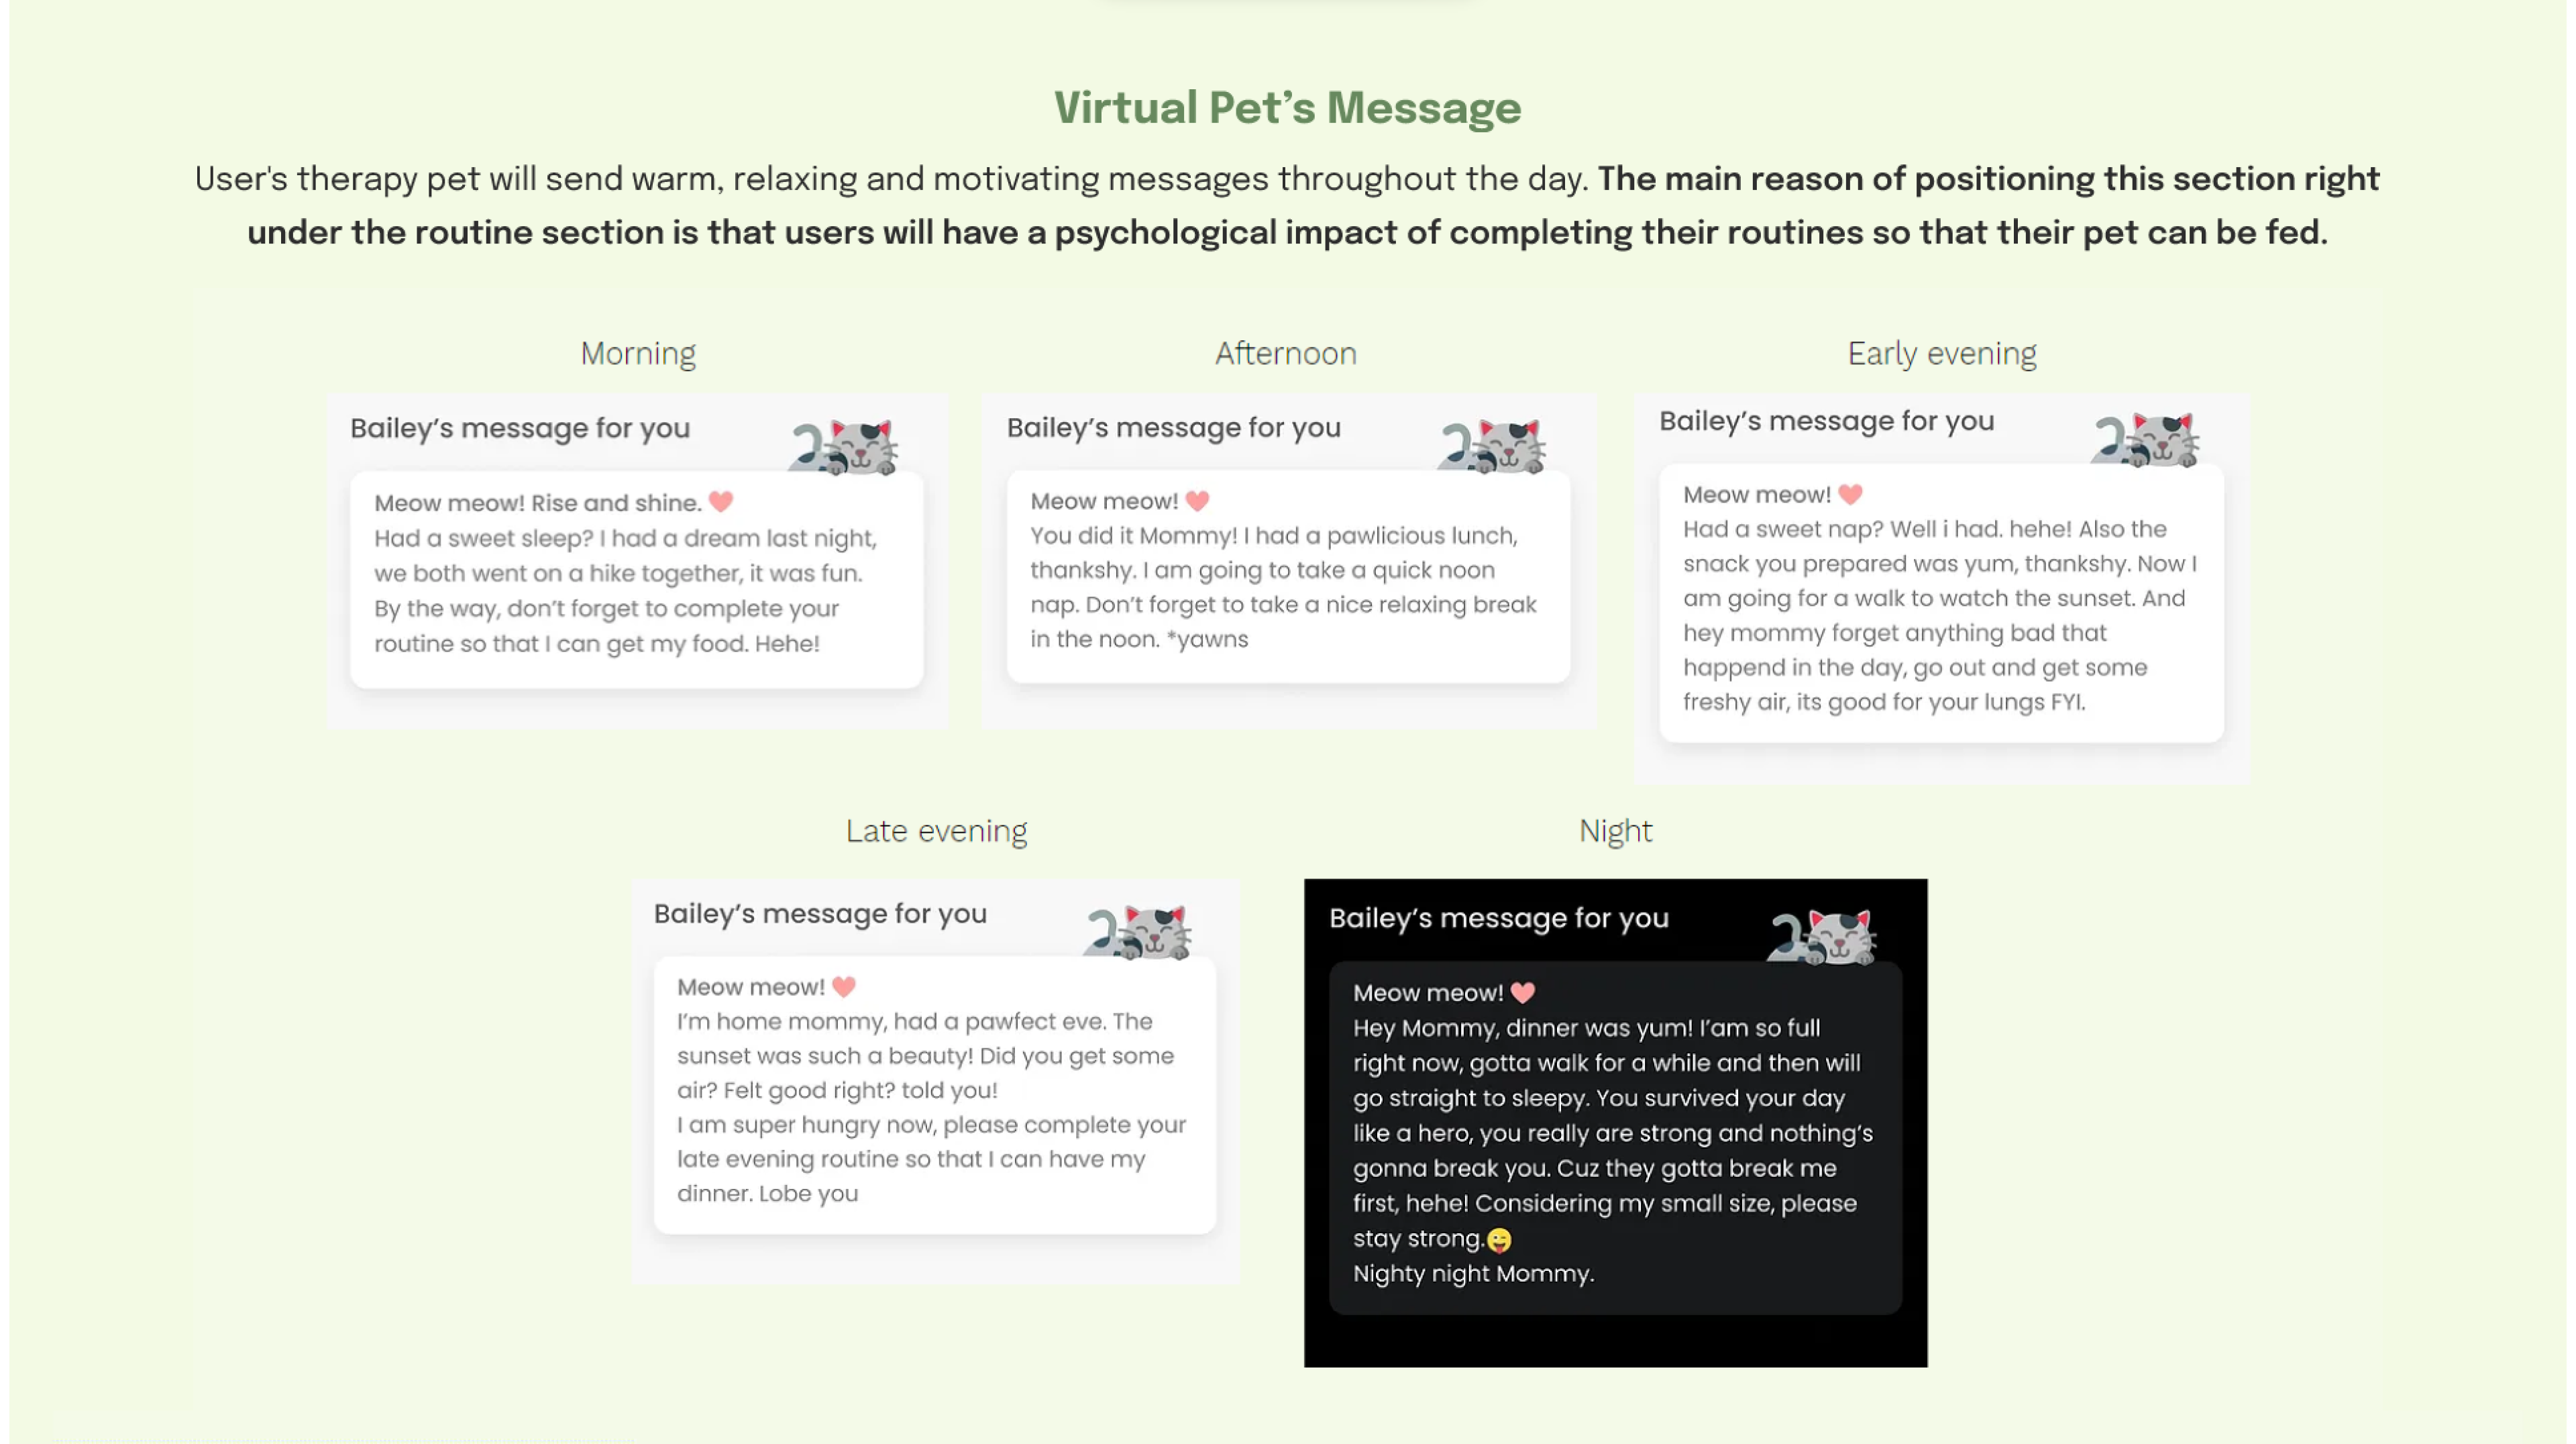 Virtual Pet’s Message
User's therapy pet will send warm, relaxing and motivating messages throughout the day. The main reason of positioning this section right
under the routine section is that users will have a psychological impact of completing their routines so that their pet can be fed.
Morning
Bailey’s message for you
Meow meow! Rise and shine.
Had a sweet sleep? I had a dream last night,
we both went on a hike together, it was fun.
By the way, don’t forget to complete your
routine so that I can get my food. Hehe!
Afternoon
Bailey’s message for you
Meow meow!
You did it Mommy! I had a pawlicious lunch,
thankshy. I am going to take a quick noon
nap. Don’t forget to take a nice relaxing break
in the noon. *yawns
Early evening
Bailey’s message for you
Meow meow!
Had a sweet nap? Well i had. hehe! Also the
snack you prepared was yum, thankshy. Now I
am going for a walk to watch the sunset. And
hey mommy forget anything bad that
happend in the day, go out and get some
freshy air, its good for your lungs FYI.
Late evening
Bailey’s message for you
Meow meow!
I’m home mommy, had a pawfect eve. The
sunset was such a beauty! Did you get some
air? Felt good right? told you!
I am super hungry now, please complete your
late evening routine so that I can have my
dinner. Lobe you
Night
Bailey’s message for you
Meow meow!
Hey Mommy, dinner was yum! I’am so full
right now, gotta walk for a while and then will
go straight to sleepy. You survived your day
like a hero, you really are strong and nothing’s
gonna break you. Cuz they gotta break me
first, hehe! Considering my small size, please
stay strong.
Nighty night Mommy.